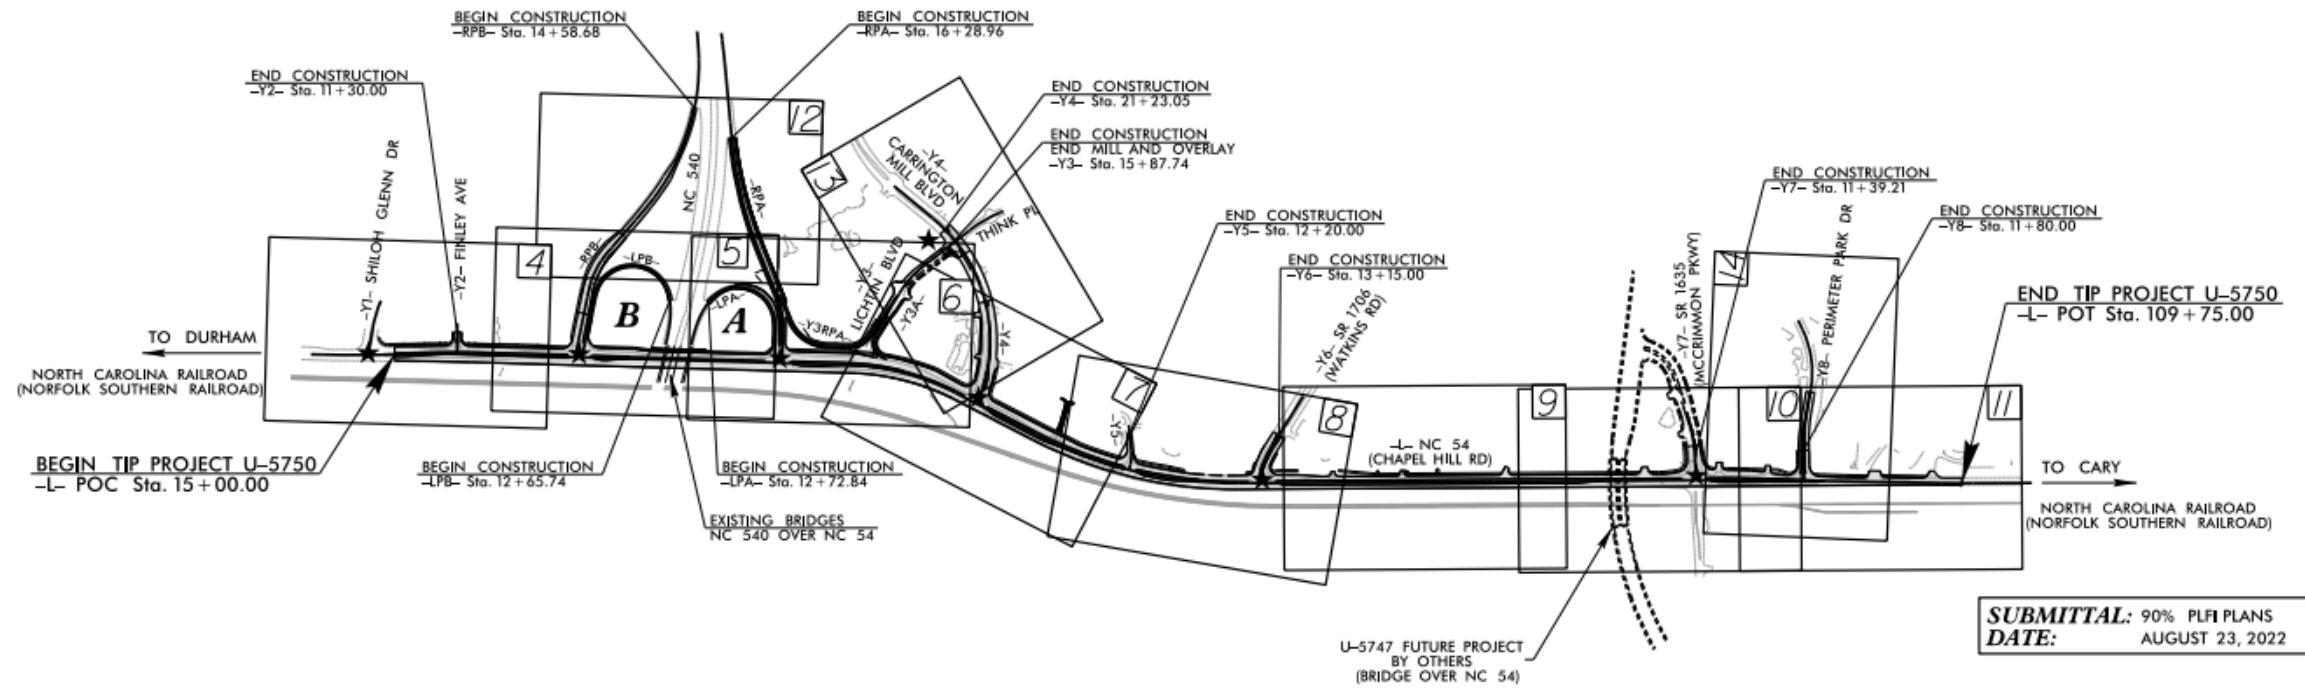 BEGIN CONSTRUCTION
-RPB- Sta. 14+58.68
BEGIN CONSTRUCTION
-RPA- Sta. 16+28.96
END CONSTRUCTION
-Y2- Sta. 11+30.00
END CONSTRUCTION
-Y4- Sta. 21+23.05
END CONSTRUCTION
END MILL AND OVERLAY
-Y3- Sta. 15+87.74
12
13
-Y4-
CARRINGTON
MILL BLVD
NC 540
-RPA-
-Y1- SHILOH GLENN DR
-Y2- FINLEY AVE
END CONSTRUCTION
-Y7- Sta. 11+39.21
END CONSTRUCTION
-Y5- Sta. 12+20.00
END CONSTRUCTION
-Y8- Sta. 11+80.00
THINK PL
4
5
-RPB-
-LPB-
-LPA-
-Y3-
LICHTIN BLVD
-Y3A-
6
END CONSTRUCTION
-Y6- Sta. 13+15.00
-Y7- SR 1635
(MCCRIMMON PKWY)
14
-Y8- PERIMETER PARK DR
END TIP PROJECT U-5750
-L- POT Sta. 109+75.00
B
A
-Y3RPA-
-Y4-
-Y6- SR 1706
(WATKINS RD)
TO DURHAM
NORTH CAROLINA RAILROAD
(NORFOLK SOUTHERN RAILROAD)
7
8
9
10
11
-Y5-
-L- NC 54
(CHAPEL HILL RD)
BEGIN TIP PROJECT U-5750
-L- POC Sta. 15+00.00
BEGIN CONSTRUCTION
-LPB- Sta. 12+65.74
BEGIN CONSTRUCTION
-LPA- Sta. 12+72.84
TO CARY
NORTH CAROLINA RAILROAD
(NORFOLK SOUTHERN RAILROAD)
EXISTING BRIDGES
NC 540 OVER NC 54
U-5747 FUTURE PROJECT
BY OTHERS
(BRIDGE OVER NC 54)
SUBMITTAL: 90% PLFI PLANS
DATE: AUGUST 23, 2022